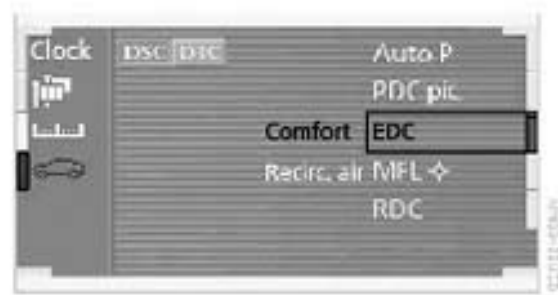 Clock DSC DTC Auto P
PDC pic.
Comfort EDC
Recirc. air MFL
RDC